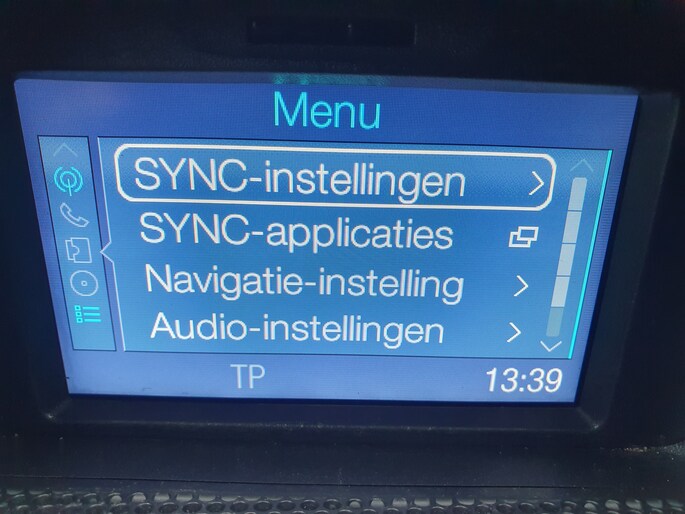 Menu
SYNC-instellingen
SYNC-applicaties
Navigatie-instelling
Audio-instellingen
TP
13:39